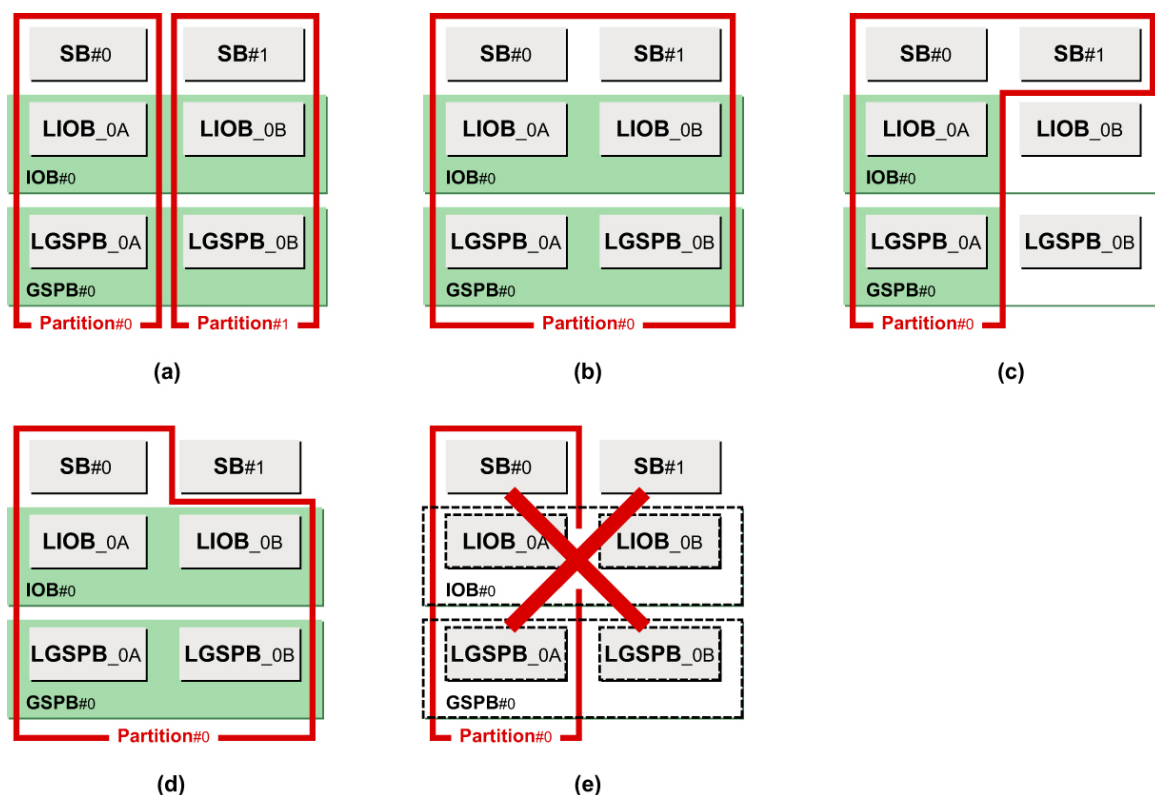 SB#0 SB#1
LIOB_0A LIOB_0B
IOB#0
LGSPB_0A LGSPB_0B
GSPB#0
Partition#0 Partition#1
(a)
SB#0 SB#1
LIOB_0A LIOB_0B
IOB#0
LGSPB_0A LGSPB_0B
GSPB#0
Partition#0
(b)
SB#0 SB#1
LIOB_0A LIOB_0B
IOB#0
LGSPB_0A LGSPB_0B
GSPB#0
Partition#0
(c)
SB#0 SB#1
LIOB_0A LIOB_0B
IOB#0
LGSPB_0A LGSPB_0B
GSPB#0
Partition#0
(d)
SB#0 SB#1
LIOB_0A LIOB_0B
IOB#0
LGSPB_0A LGSPB_0B
GSPB#0
Partition#0
(e)